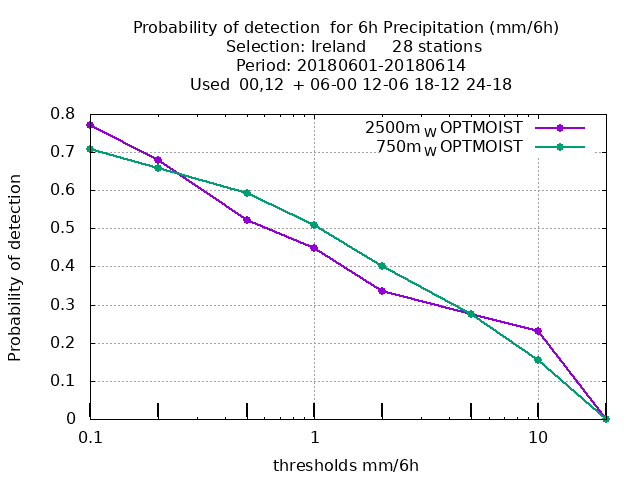 Probability of detection  for 6h Precipitation (mm/6h)
Selection: Ireland     28 stations
Period: 20180601-20180614
Used  00,12  + 06-00 12-06 18-12 24-18
2500m W OPTMOIST
750m W OPTMOIST
0.8
0.7
0.6
0.5
0.4
0.3
0.2
0.1
0
Probability of detection
0.1 1 10
thresholds mm/6h